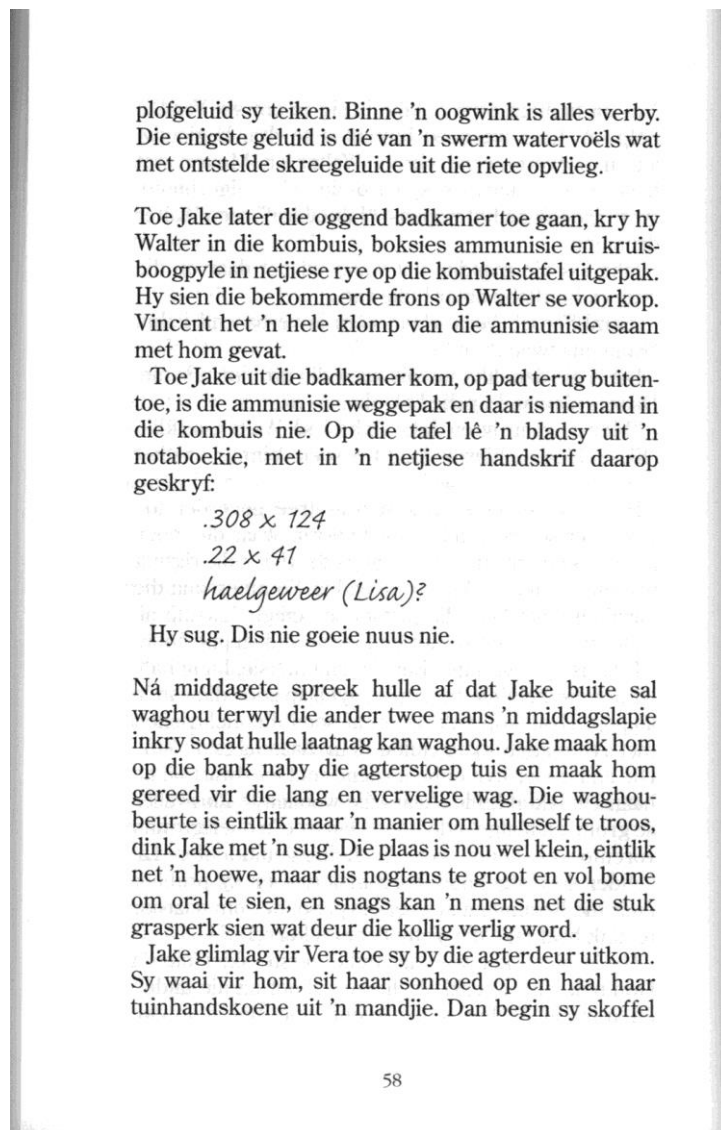 plofgeluid sy teiken. Binne ’n oogwink is alles verby.
Die enigste geluid is dié van ’n swerm watervoëls wat
met ontstelde skreegeluide uit die riete opvlieg.
Toe Jake later die oggend badkamer toe gaan, kry hy
Walter in die kombuis, boksies ammunisie en kruis-
boogpyle in netjiese rye op die kombuistafel uitgepak.
Hy sien die bekommerde frons op Walter se voorkop.
Vincent het ’n hele klomp van die ammunisie saam
met hom gevat.
Toe Jake uit die badkamer kom, op pad terug buiten-
toe, is die ammunisie weggepak en daar is niemand in
die kombuis nie. Op die tafel lê ’n bladsy uit ’n
notaboekie, met in ’n netjiese handskrif daarop
geskryf:
.308 x 124
.22 x 41
haelgeweer (Lisa)?
Hy sug. Dis nie goeie nuus nie.
Ná middagete spreek hulle af dat Jake buite sal
waghou terwyl die ander twee mans ’n middagslapie
inkry sodat hulle laatnag kan waghou. Jake maak hom
op die bank naby die agterstoep tuis en maak hom
gereed vir die lang en vervelige wag. Die waghou-
beurte is eintlik maar ’n manier om hulleself te troos,
dink Jake met ’n sug. Die plaas is nou wel klein, eintlik
net ’n hoewe, maar dis nogtans te groot en vol bome
om oral te sien, en snags kan ’n mens net die stuk
grasperk sien wat deur die kollig verlig word.
Jake glimlag vir Vera toe sy by die agterdeur uitkom.
Sy waai vir hom, sit haar sonhoed op en haal haar
tuinhandskoene uit ’n mandjie. Dan begin sy skoffel
58